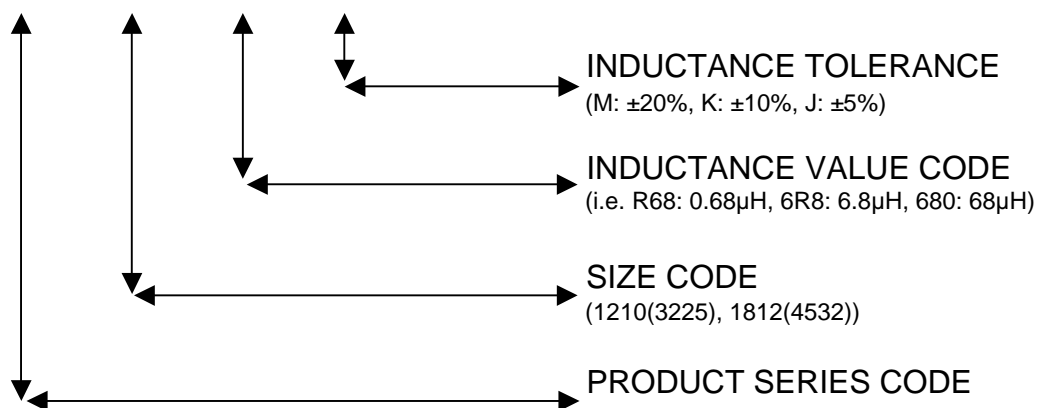 INDUCTANCE TOLERANCE
(M: ±20%, K: ±10%, J: ±5%)
INDUCTANCE VALUE CODE
(i.e. R68: 0.68µH, 6R8: 6.8µH, 680: 68µH)
SIZE CODE
(1210(3225), 1812(4532))
PRODUCT SERIES CODE